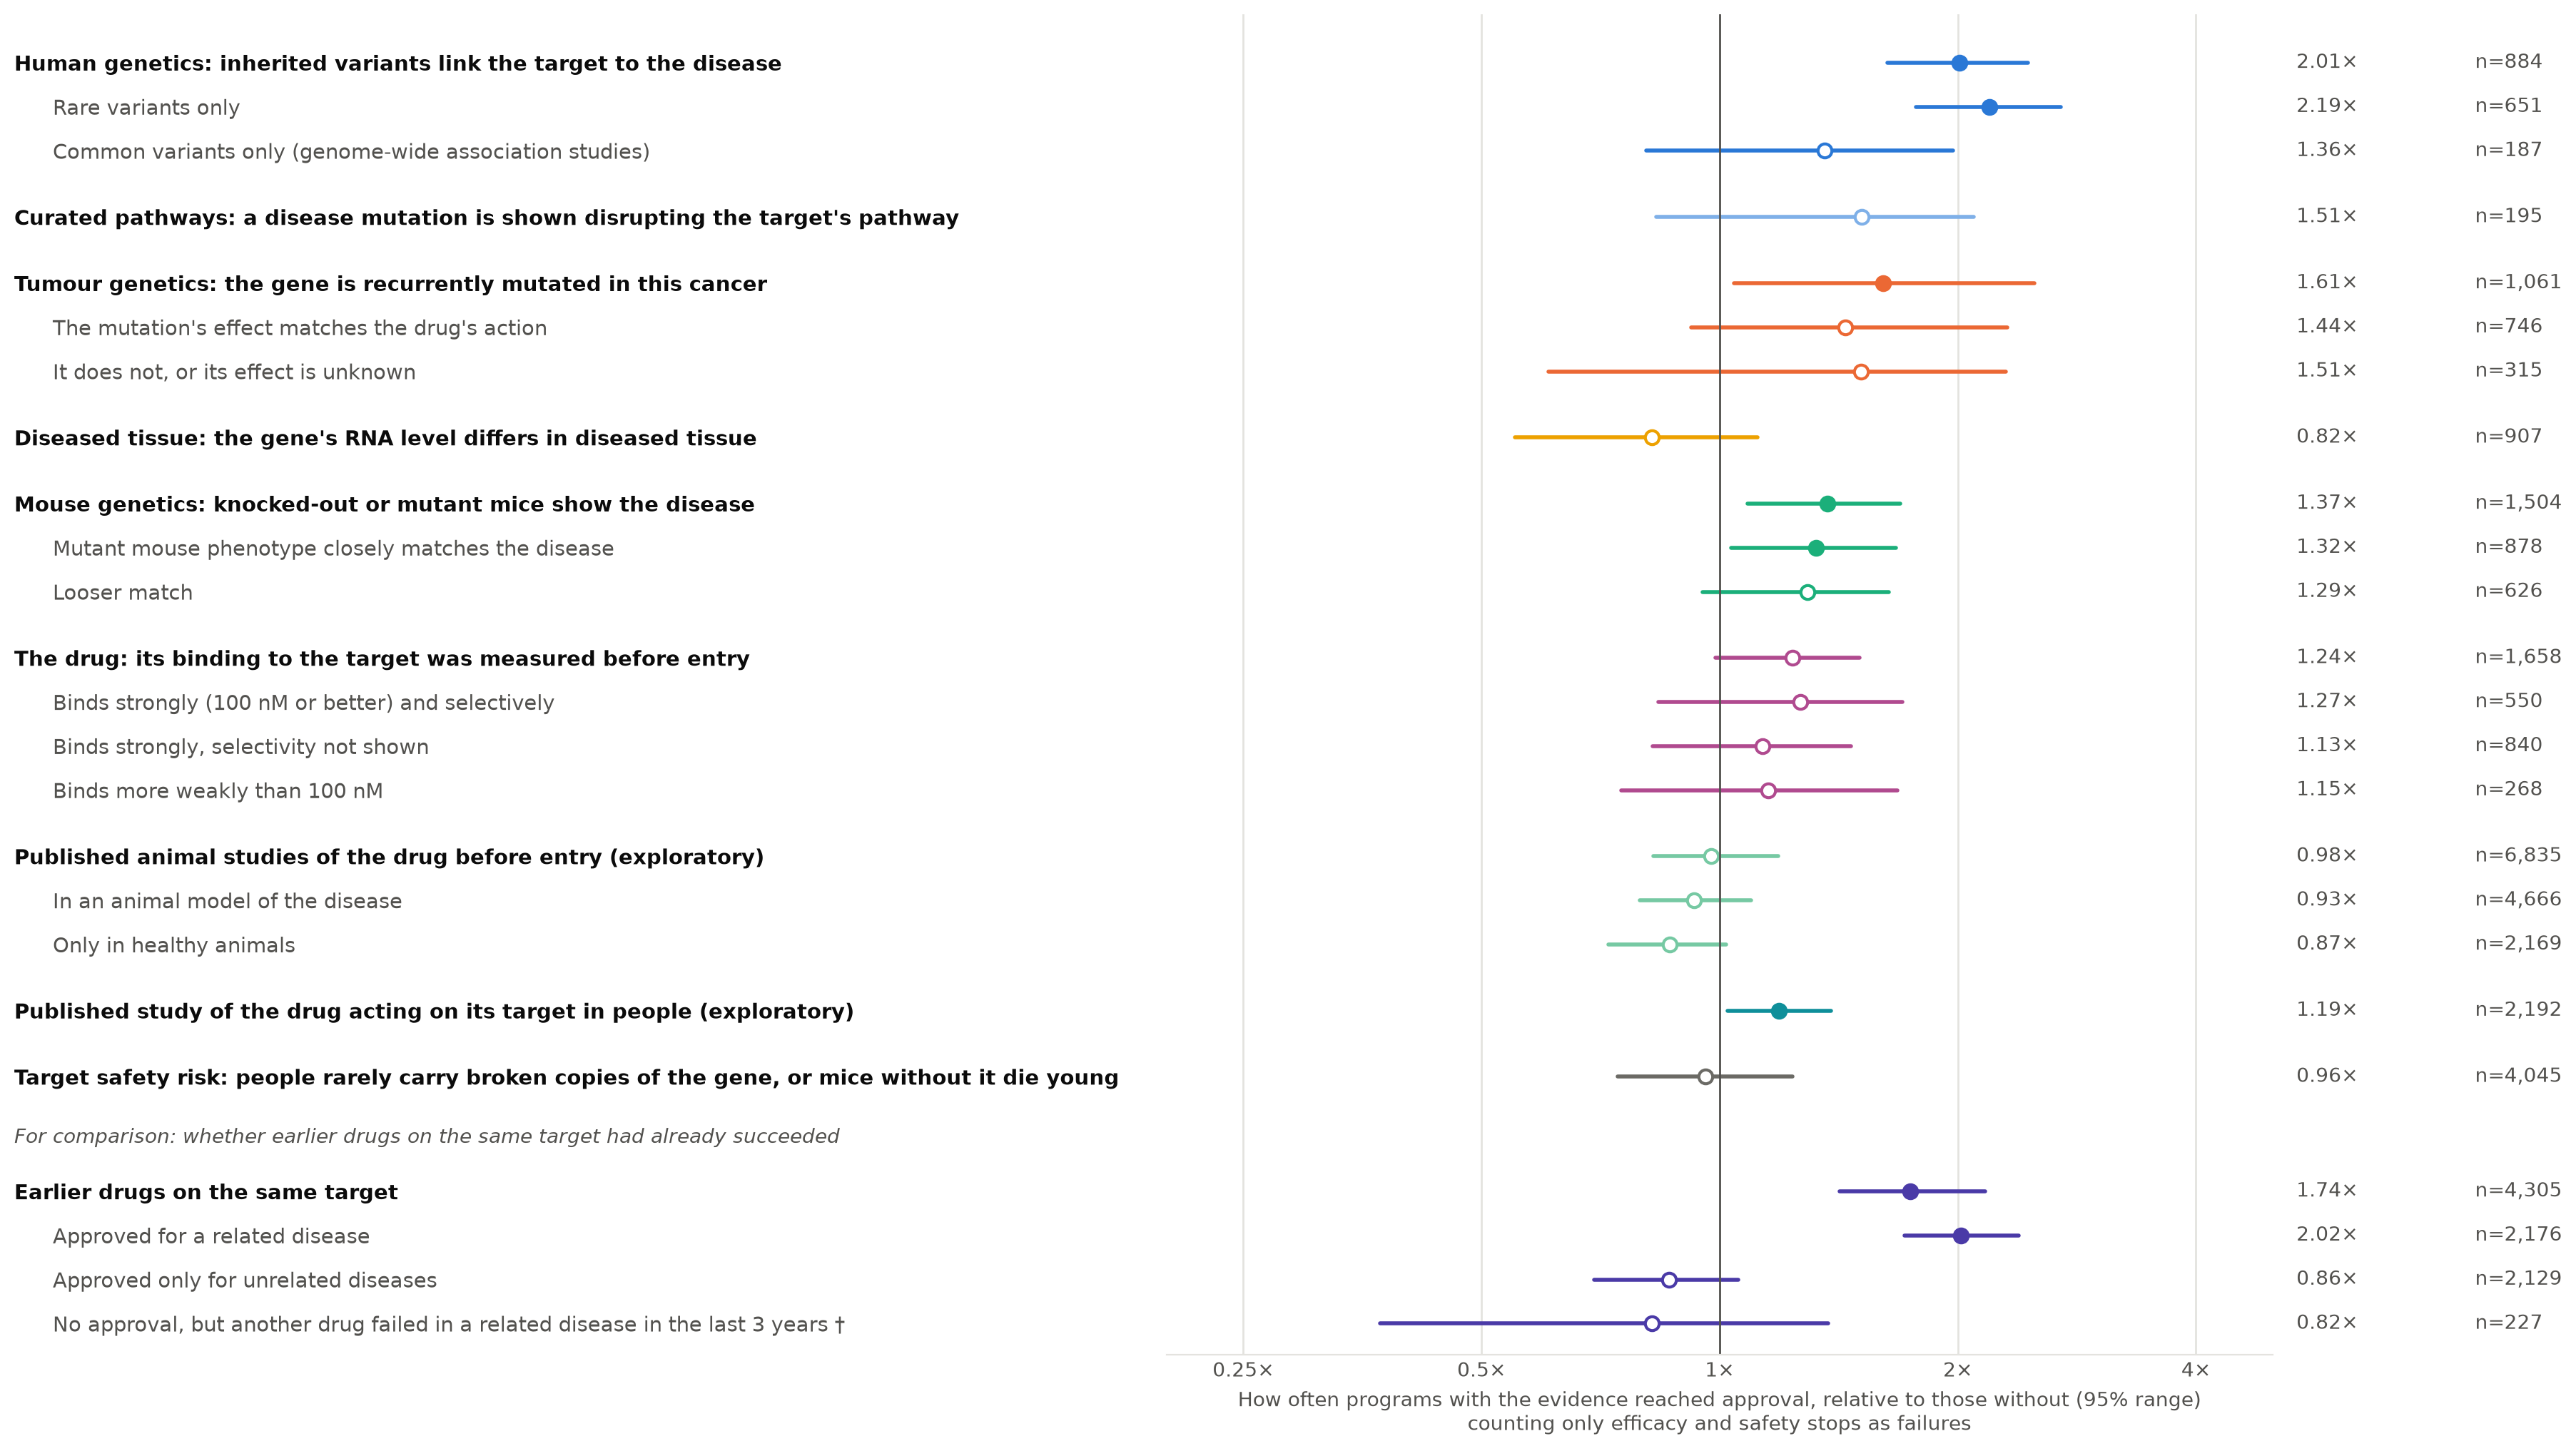 Human genetics: inherited variants link the target to the disease 2.01× n=884
Rare variants only 2.19× n=651
Common variants only (genome-wide association studies) 1.36× n=187
Curated pathways: a disease mutation is shown disrupting the target's pathway 1.51× n=195
Tumour genetics: the gene is recurrently mutated in this cancer 1.61× n=1,061
The mutation's effect matches the drug's action 1.44× n=746
It does not, or its effect is unknown 1.51× n=315
Diseased tissue: the gene's RNA level differs in diseased tissue 0.82× n=907
Mouse genetics: knocked-out or mutant mice show the disease 1.37× n=1,504
Mutant mouse phenotype closely matches the disease 1.32× n=878
Looser match 1.29× n=626
The drug: its binding to the target was measured before entry 1.24× n=1,658
Binds strongly (100 nM or better) and selectively 1.27× n=550
Binds strongly, selectivity not shown 1.13× n=840
Binds more weakly than 100 nM 1.15× n=268
Published animal studies of the drug before entry (exploratory) 0.98× n=6,835
In an animal model of the disease 0.93× n=4,666
Only in healthy animals 0.87× n=2,169
Published study of the drug acting on its target in people (exploratory) 1.19× n=2,192
Target safety risk: people rarely carry broken copies of the gene, or mice without it die young 0.96× n=4,045
For comparison: whether earlier drugs on the same target had already succeeded
Earlier drugs on the same target 1.74× n=4,305
Approved for a related disease 2.02× n=2,176
Approved only for unrelated diseases 0.86× n=2,129
No approval, but another drug failed in a related disease in the last 3 years † 0.82× n=227
0.25× 0.5× 1× 2× 4×
How often programs with the evidence reached approval, relative to those without (95% range)
counting only efficacy and safety stops as failures